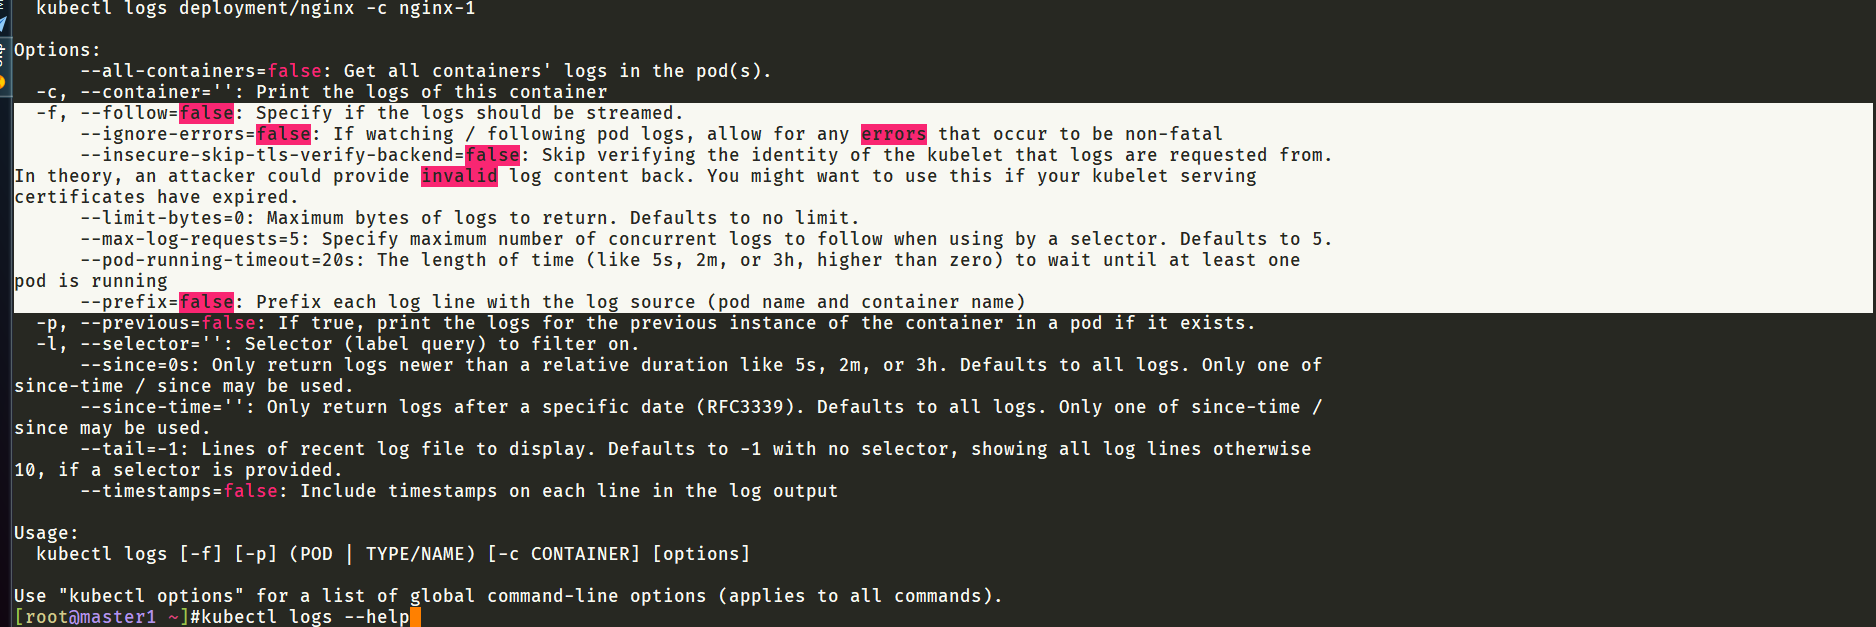 kubectl logs deployment/nginx -c nginx-1

Options:
      --all-containers=false: Get all containers' logs in the pod(s).
  -c, --container='': Print the logs of this container
  -f, --follow=false: Specify if the logs should be streamed.
      --ignore-errors=false: If watching / following pod logs, allow for any errors that occur to be non-fatal
      --insecure-skip-tls-verify-backend=false: Skip verifying the identity of the kubelet that logs are requested from.
In theory, an attacker could provide invalid log content back. You might want to use this if your kubelet serving
certificates have expired.
      --limit-bytes=0: Maximum bytes of logs to return. Defaults to no limit.
      --max-log-requests=5: Specify maximum number of concurrent logs to follow when using by a selector. Defaults to 5.
      --pod-running-timeout=20s: The length of time (like 5s, 2m, or 3h, higher than zero) to wait until at least one
pod is running
      --prefix=false: Prefix each log line with the log source (pod name and container name)
  -p, --previous=false: If true, print the logs for the previous instance of the container in a pod if it exists.
  -l, --selector='': Selector (label query) to filter on.
      --since=0s: Only return logs newer than a relative duration like 5s, 2m, or 3h. Defaults to all logs. Only one of
since-time / since may be used.
      --since-time='': Only return logs after a specific date (RFC3339). Defaults to all logs. Only one of since-time /
since may be used.
      --tail=-1: Lines of recent log file to display. Defaults to -1 with no selector, showing all log lines otherwise
10, if a selector is provided.
      --timestamps=false: Include timestamps on each line in the log output

Usage:
  kubectl logs [-f] [-p] (POD | TYPE/NAME) [-c CONTAINER] [options]

Use "kubectl options" for a list of global command-line options (applies to all commands).
[root@master1 ~]#kubectl logs --help